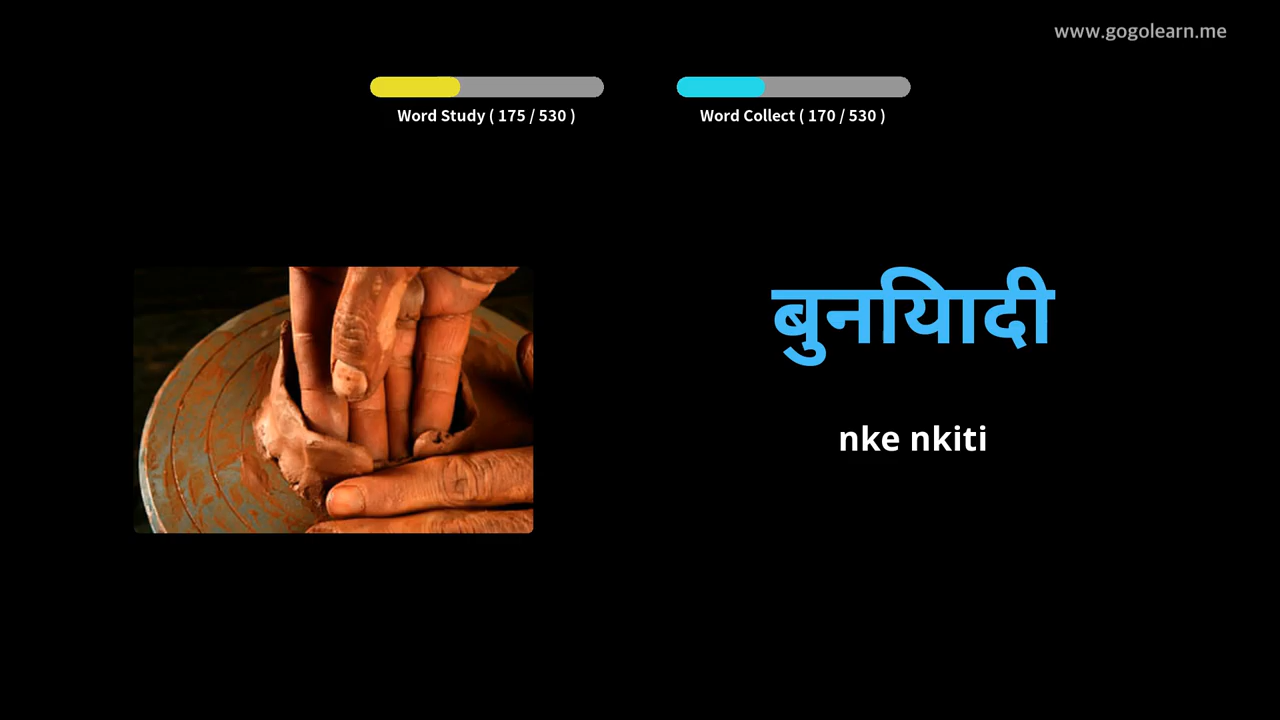 www.gogolearn.me
Word Study ( 175 / 530 )
Word Collect ( 170 / 530 )
बुनियादी
nke nkiti